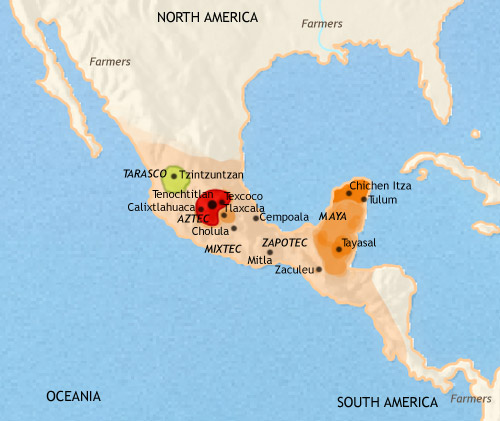 NORTH AMERICA
Farmers
Farmers
TARASCO
Tzintzuntzan
Chichen Itza
Tenochtitlan
Texcoco
Tulum
Calixtlahuaca
Tlaxcala
AZTEC
Cempoala
MAYA
Cholula
MIXTEC
ZAPOTEC
Tayasal
Mitla
Zaculeu
OCEANIA
SOUTH AMERICA
Farmers